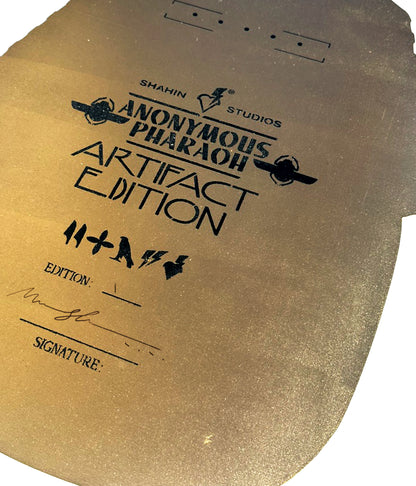 SHAHIN STUDIOS
ANONYMOUS
PHARAOH
ARTIFACT
EDITION
EDITION:
SIGNATURE: